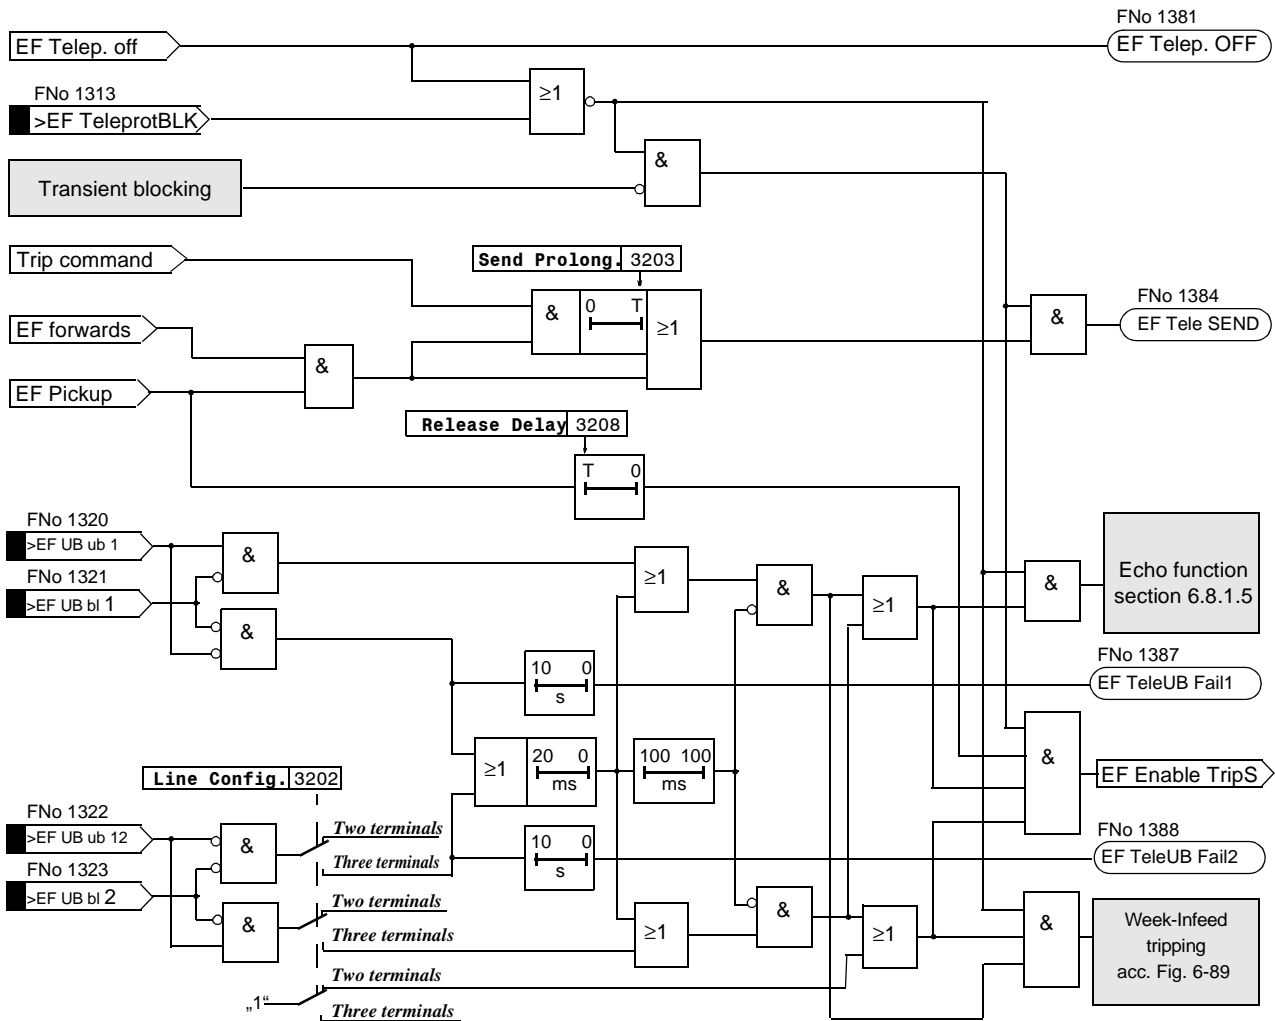 FNo 1381
EF Telep. off
EF Telep. OFF
FNo 1313
≥1
>EF TeleprotBLK
&
Transient blocking
Trip command
Send Prolong. 3203
FNo 1384
& 0 T ≥1
&
EF Tele SEND
EF forwards
&
EF Pickup
Release Delay 3208
T 0
FNo 1320
>EF UB ub 1
&
FNo 1321
≥1
&
&
Echo function
section 6.8.1.5
>EF UB bl 1
≥1
&
FNo 1387
10 0
s
EF TeleUB Fail1
≥1
20 0
ms
100 100
ms
&
EF Enable TripS
Line Config. 3202
FNo 1322
>EF UB ub 12
&
Two terminals
FNo 1388
10 0
s
EF TeleUB Fail2
Three terminals
FNo 1323
>EF UB bl 2
Two terminals
&
&
≥1
≥1
&
Week-Infeed
tripping
acc. Fig. 6-89
Three terminals
Two terminals
„1“
Three terminals